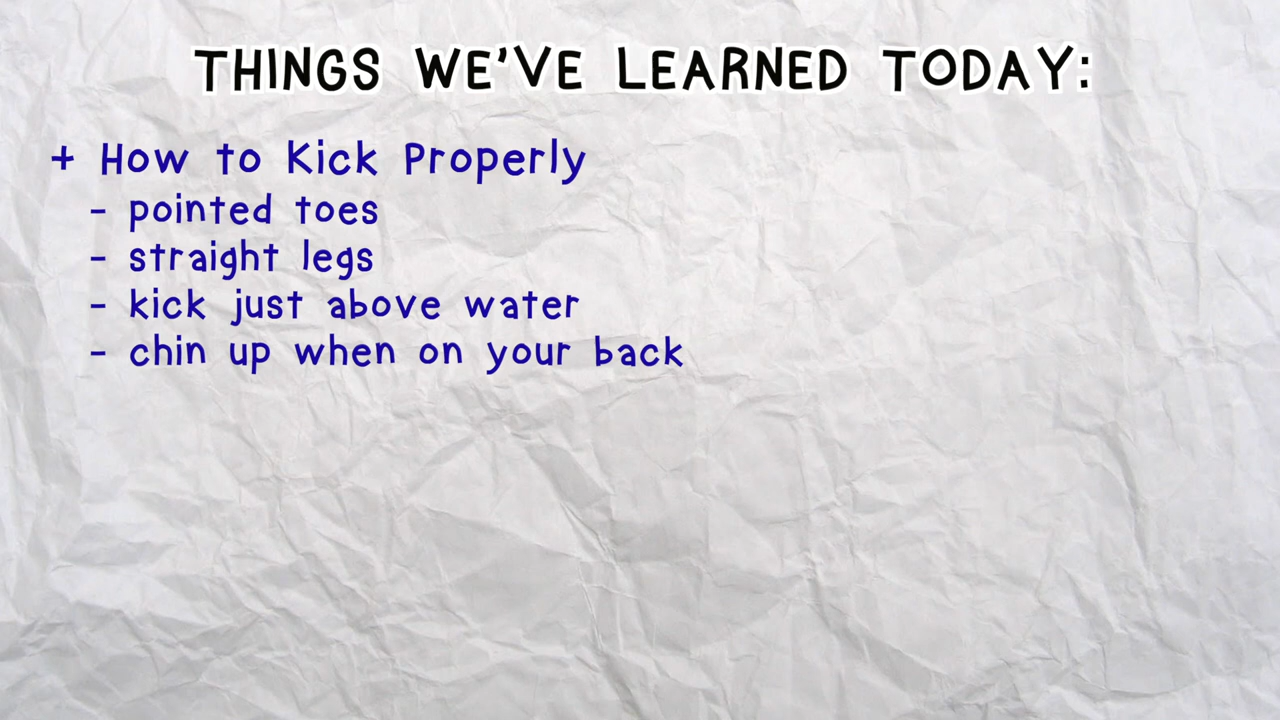 THINGS WE'VE LEARNED TODAY:
+ How to Kick Properly
- pointed toes
- straight legs
- kick just above water
- chin up when on your back